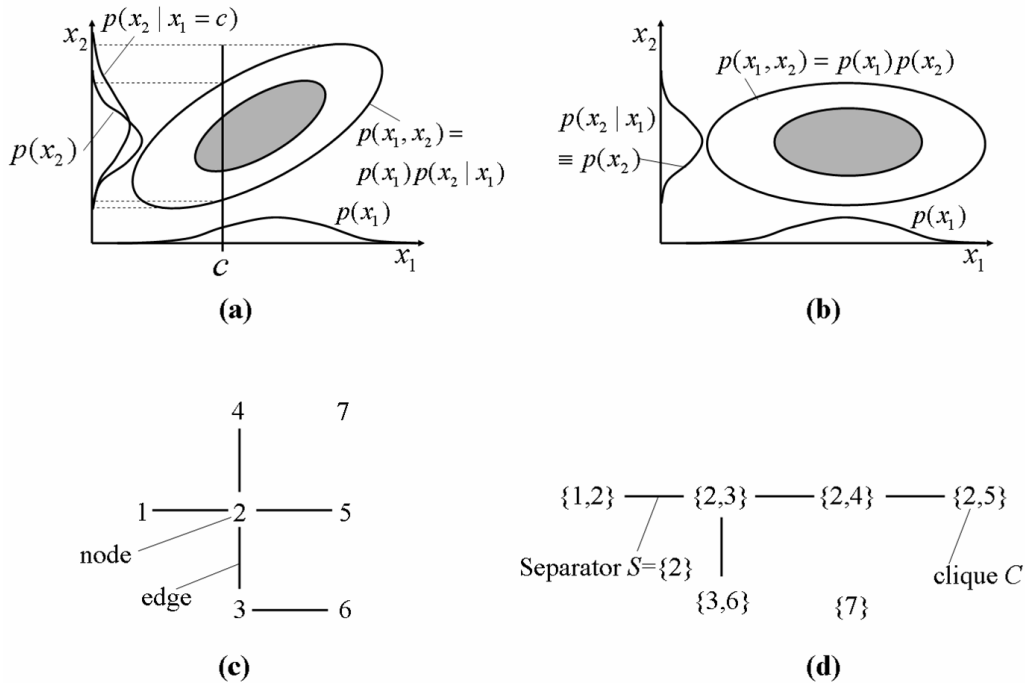 p(x₂ | x₁ = c)
x₂
p(x₂)
p(x₁, x₂) =
p(x₁)p(x₂ | x₁)
p(x₁)
c
x₁
(a)
x₂
p(x₁, x₂) = p(x₁) p(x₂)
p(x₂ | x₁)
≡ p(x₂)
p(x₁)
x₁
(b)
4 7
1 2 5
node
edge
3 6
(c)
{1,2} {2,3} {2,4} {2,5}
Separator S={2}
clique C
{3,6} {7}
(d)